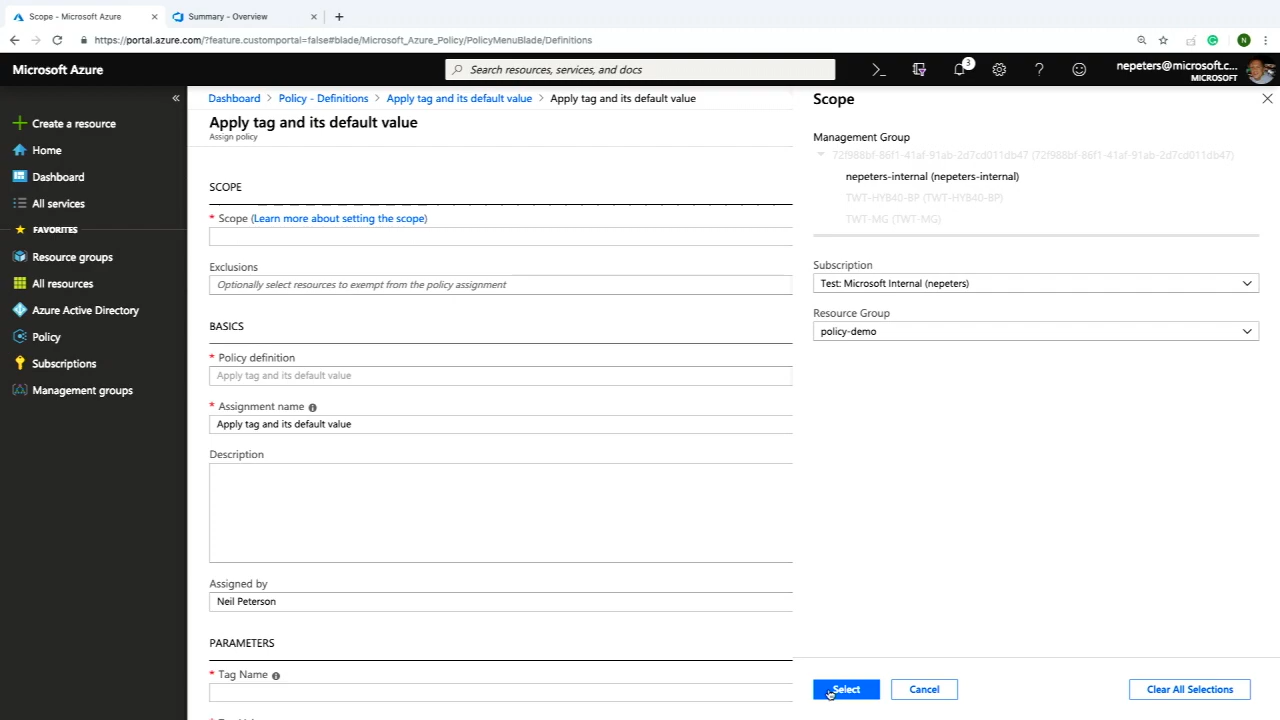 Scope - Microsoft Azure
Summary - Overview
https://portal.azure.com/?feature.customportal=false#blade/Microsoft_Azure_Policy/PolicyMenuBlade/Definitions
N
Microsoft Azure
Search resources, services, and docs
3
nepeters@microsoft.c...
MICROSOFT
Create a resource
Home
Dashboard
All services
FAVORITES
Resource groups
All resources
Azure Active Directory
Policy
Subscriptions
Management groups
Dashboard > Policy - Definitions > Apply tag and its default value > Apply tag and its default value
Apply tag and its default value
Assign policy
SCOPE
* Scope (Learn more about setting the scope)
Exclusions
Optionally select resources to exempt from the policy assignment
BASICS
* Policy definition
Apply tag and its default value
* Assignment name
Apply tag and its default value
Description
Assigned by
Neil Peterson
PARAMETERS
* Tag Name
Scope
Management Group
72f988bf-86f1-41af-91ab-2d7cd011db47 (72f988bf-86f1-41af-91ab-2d7cd011db47)
nepeters-internal (nepeters-internal)
TWT-HYB40-BP (TWT-HYB40-BP)
TWT-MG (TWT-MG)
Subscription
Test: Microsoft Internal (nepeters)
Resource Group
policy-demo
Select
Cancel
Clear All Selections